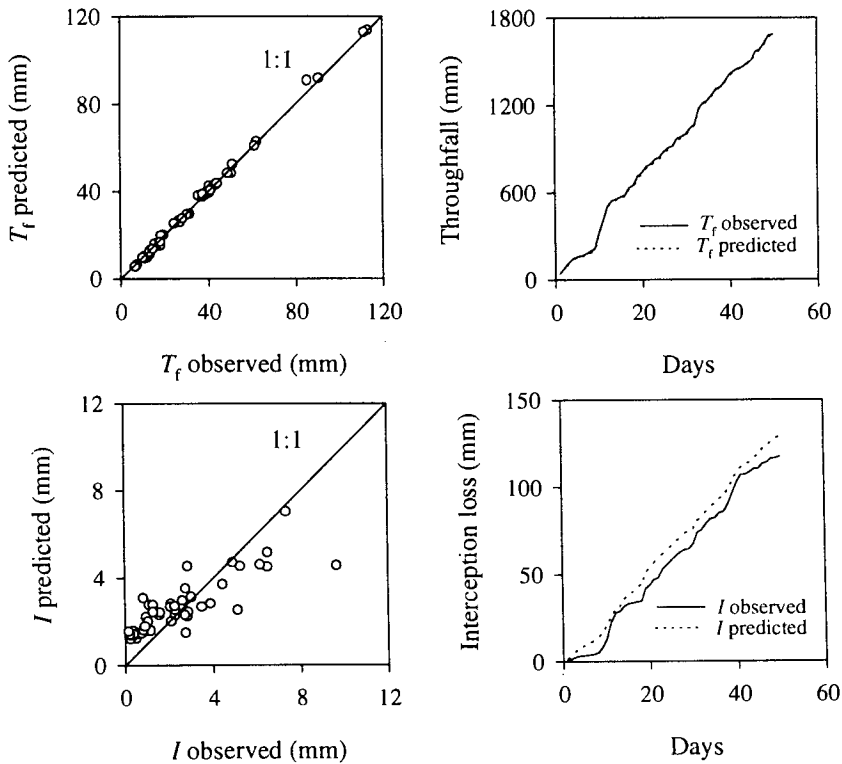 120
80
40
0
T_f predicted (mm)
1:1
0 40 80 120
T_f observed (mm)
1800
1200
600
0
Throughfall (mm)
T_f observed
T_f predicted
0 20 40 60
Days
12
8
4
0
I predicted (mm)
1:1
0 4 8 12
I observed (mm)
150
100
50
0
Interception loss (mm)
I observed
I predicted
0 20 40 60
Days